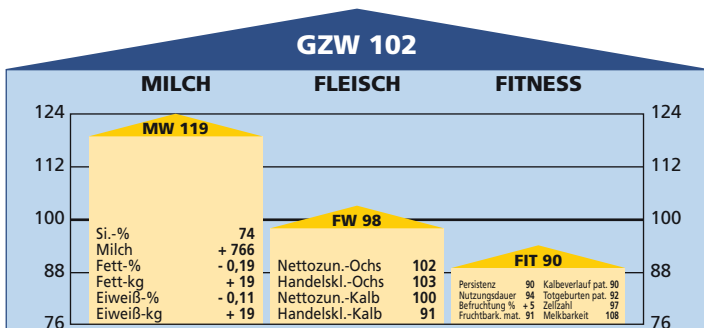 GZW 102
MILCH FLEISCH FITNESS
124 124
MW 119
112 112
100 100
FW 98
Si.-% 74
Milch + 766
Fett-% - 0,19
Fett-kg + 19
Eiweiß-% - 0,11
Eiweiß-kg + 19
Nettozun.-Ochs 102
Handelskl.-Ochs 103
Nettozun.-Kalb 100
Handelskl.-Kalb 91
FIT 90
88 88
Persistenz 90 Kalbeverlauf pat. 90
Nutzungsdauer 94 Totgeburten pat. 92
Befruchtung % + 5 Zellzahl 97
Fruchtbark. mat. 91 Melkbarkeit 108
76 76